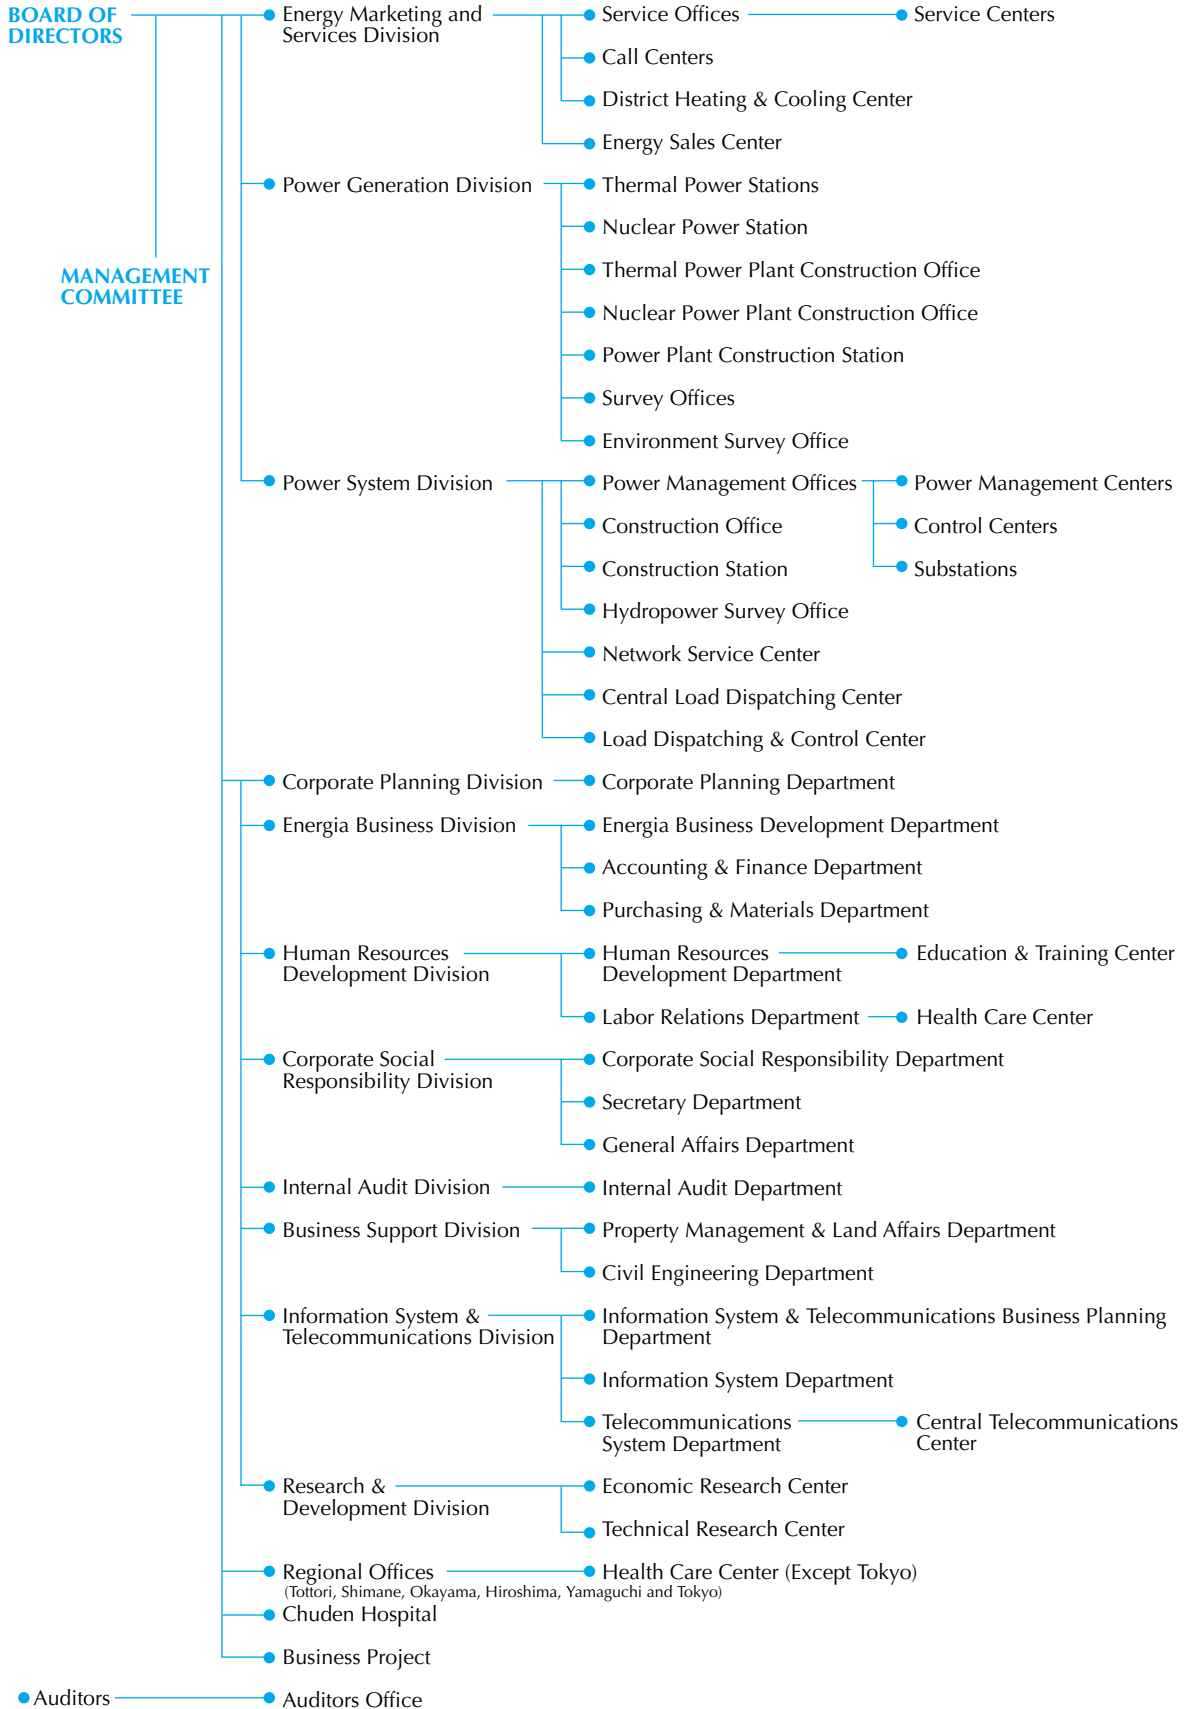 BOARD OF
DIRECTORS
MANAGEMENT
COMMITTEE
Energy Marketing and
Services Division
Service Offices
Service Centers
Call Centers
District Heating & Cooling Center
Energy Sales Center
Power Generation Division
Thermal Power Stations
Nuclear Power Station
Thermal Power Plant Construction Office
Nuclear Power Plant Construction Office
Power Plant Construction Station
Survey Offices
Environment Survey Office
Power System Division
Power Management Offices
Power Management Centers
Construction Office
Control Centers
Construction Station
Substations
Hydropower Survey Office
Network Service Center
Central Load Dispatching Center
Load Dispatching & Control Center
Corporate Planning Division
Corporate Planning Department
Energia Business Division
Energia Business Development Department
Accounting & Finance Department
Purchasing & Materials Department
Human Resources
Development Division
Human Resources
Development Department
Education & Training Center
Labor Relations Department
Health Care Center
Corporate Social
Responsibility Division
Corporate Social Responsibility Department
Secretary Department
General Affairs Department
Internal Audit Division
Internal Audit Department
Business Support Division
Property Management & Land Affairs Department
Civil Engineering Department
Information System &
Telecommunications Division
Information System & Telecommunications Business Planning
Department
Information System Department
Telecommunications
System Department
Central Telecommunications
Center
Research &
Development Division
Economic Research Center
Technical Research Center
Regional Offices
(Tottori, Shimane, Okayama, Hiroshima, Yamaguchi and Tokyo)
Health Care Center (Except Tokyo)
Chuden Hospital
Business Project
Auditors
Auditors Office